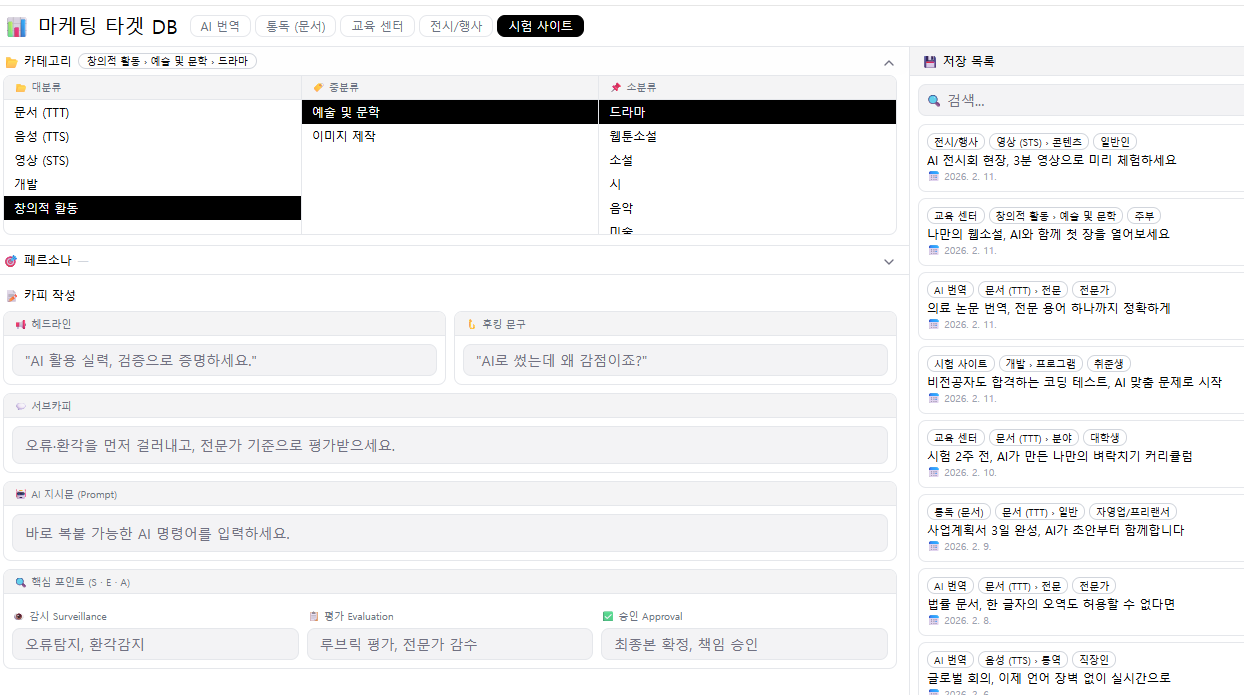 마케팅 타겟 DB
AI 번역
통독 (문서)
교육 센터
전시/행사
시험 사이트
카테고리
창의적 활동 › 예술 및 문학 › 드라마
대분류
중분류
소분류
문서 (TTT)
음성 (TTS)
영상 (STS)
개발
창의적 활동
예술 및 문학
이미지 제작
드라마
웹툰소설
소설
시
음악
미술
페르소나 —
카피 작성
헤드라인
"AI 활용 실력, 검증으로 증명하세요."
후킹 문구
"AI로 썼는데 왜 감점이죠?"
서브카피
오류·환각을 먼저 걸러내고, 전문가 기준으로 평가받으세요.
AI 지시문 (Prompt)
바로 복붙 가능한 AI 명령어를 입력하세요.
핵심 포인트 (S · E · A)
감시 Surveillance
오류탐지, 환각감지
평가 Evaluation
루브릭 평가, 전문가 감수
승인 Approval
최종본 확정, 책임 승인
저장 목록
검색...
전시/행사 영상 (STS) › 콘텐츠 일반인
AI 전시회 현장, 3분 영상으로 미리 체험하세요
2026. 2. 11.
교육 센터 창의적 활동 › 예술 및 문학 주부
나만의 웹소설, AI와 함께 첫 장을 열어보세요
2026. 2. 11.
AI 번역 문서 (TTT) › 전문 전문가
의료 논문 번역, 전문 용어 하나까지 정확하게
2026. 2. 11.
시험 사이트 개발 › 프로그램 취준생
비전공자도 합격하는 코딩 테스트, AI 맞춤 문제로 시작
2026. 2. 11.
교육 센터 문서 (TTT) › 분야 대학생
시험 2주 전, AI가 만든 나만의 벼락치기 커리큘럼
2026. 2. 10.
통독 (문서) 문서 (TTT) › 일반 자영업/프리랜서
사업계획서 3일 완성, AI가 초안부터 함께합니다
2026. 2. 9.
AI 번역 문서 (TTT) › 전문 전문가
법률 문서, 한 글자의 오역도 허용할 수 없다면
2026. 2. 8.
AI 번역 음성 (TTS) › 통역 직장인
글로벌 회의, 이제 언어 장벽 없이 실시간으로
2026. 2. 6.